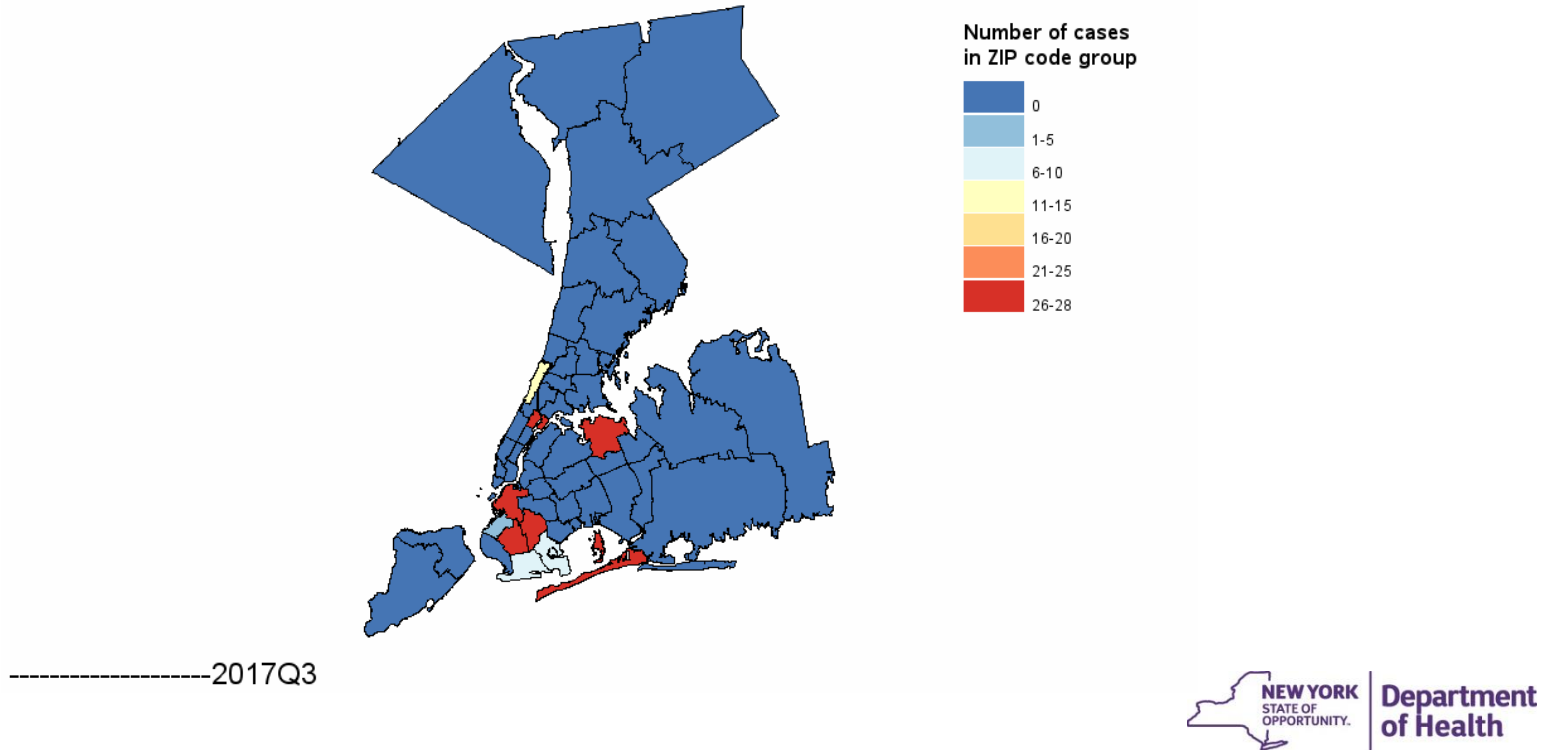 Number of cases
in ZIP code group
0
1-5
6-10
11-15
16-20
21-25
26-28
--------------------2017Q3
NEW YORK
STATE OF
OPPORTUNITY.
Department
of Health